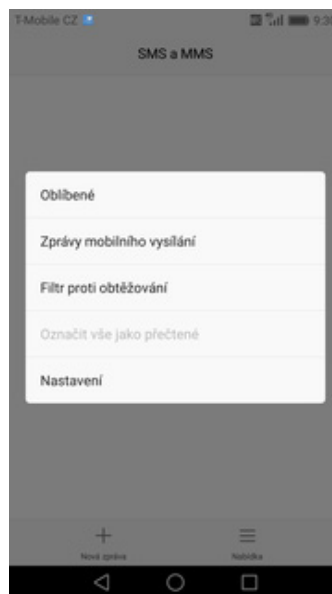 T-Mobile CZ 9:30
SMS a MMS
Oblíbené
Zprávy mobilního vysílání
Filtr proti obtěžování
Označit vše jako přečtené
Nastavení
Nová zpráva Nabídka